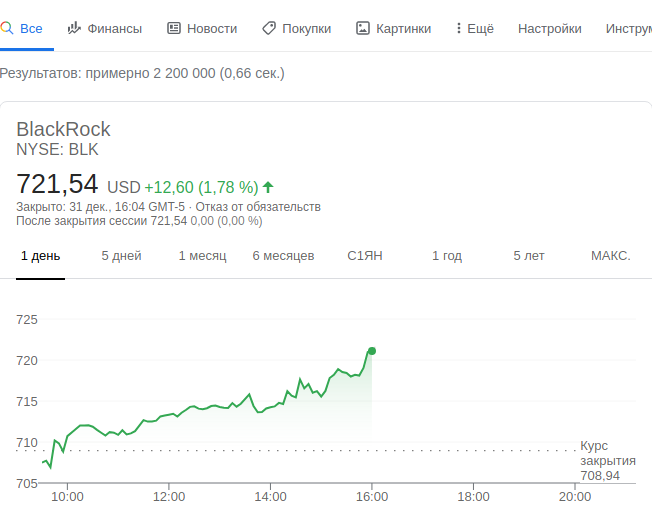 Все Финансы Новости Покупки Картинки Ещё Настройки Инструм
Результатов: примерно 2 200 000 (0,66 сек.)
BlackRock
NYSE: BLK
721,54 USD +12,60 (1,78 %)
Закрыто: 31 дек., 16:04 GMT-5 · Отказ от обязательств
После закрытия сессии 721,54 0,00 (0,00 %)
1 день 5 дней 1 месяц 6 месяцев С1ЯН 1 год 5 лет МАКС.
725
720
715
710
705
Курс
закрытия
708,94
10:00 12:00 14:00 16:00 18:00 20:00